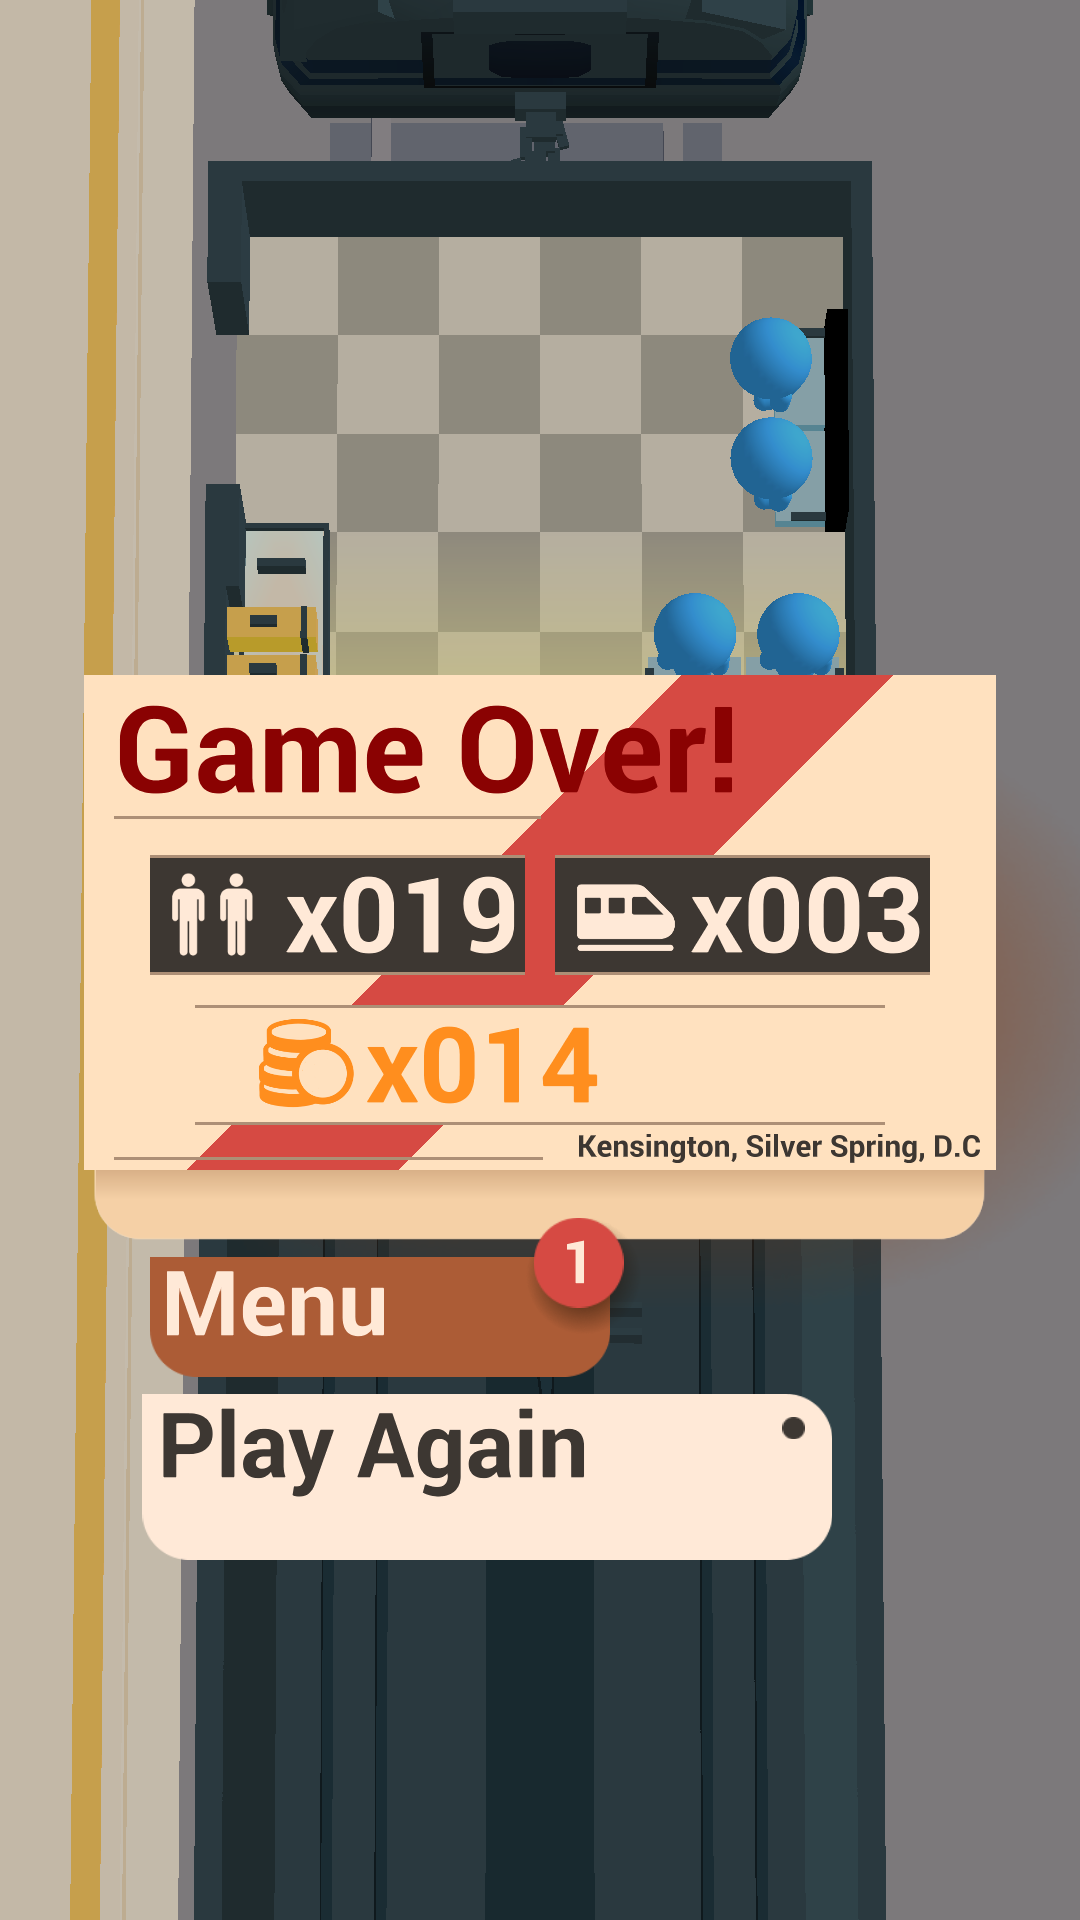 Game Over!
x019 x003
x014
Kensington, Silver Spring, D.C
1
Menu
Play Again